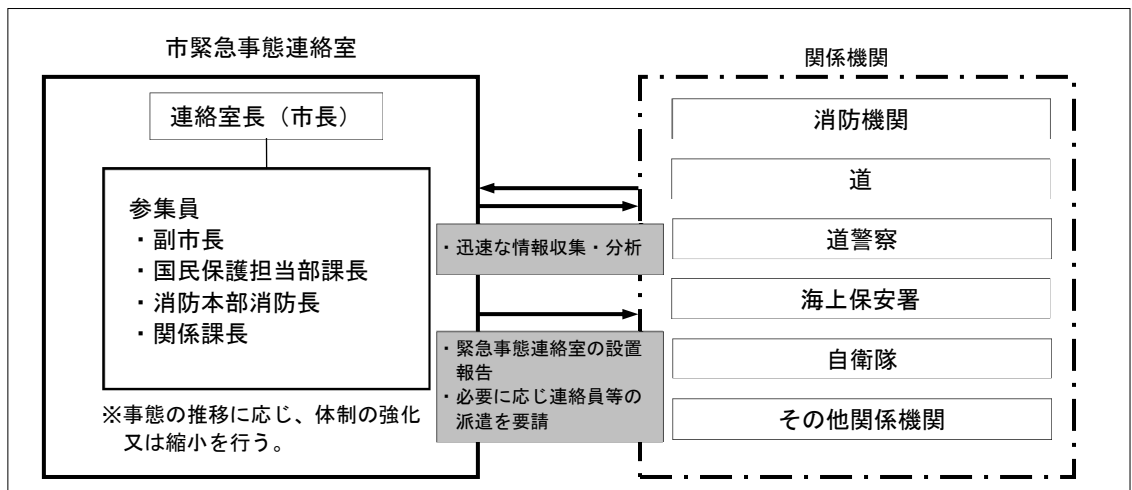 市緊急事態連絡室
連絡室長（市長）
参集員
・副市長
・国民保護担当部課長
・消防本部消防長
・関係課長
※事態の推移に応じ、体制の強化
又は縮小を行う。
・迅速な情報収集・分析
・緊急事態連絡室の設置
報告
・必要に応じ連絡員等の
派遣を要請
関係機関
消防機関
道
道警察
海上保安署
自衛隊
その他関係機関